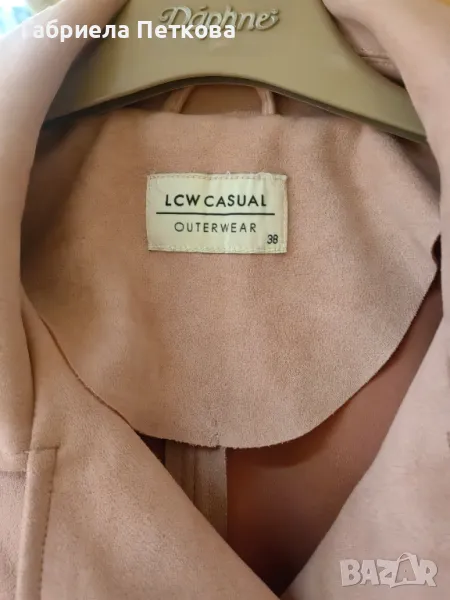 Габриела Петкова
Daphne
LCW CASUAL
OUTERWEAR
38
BAZAR